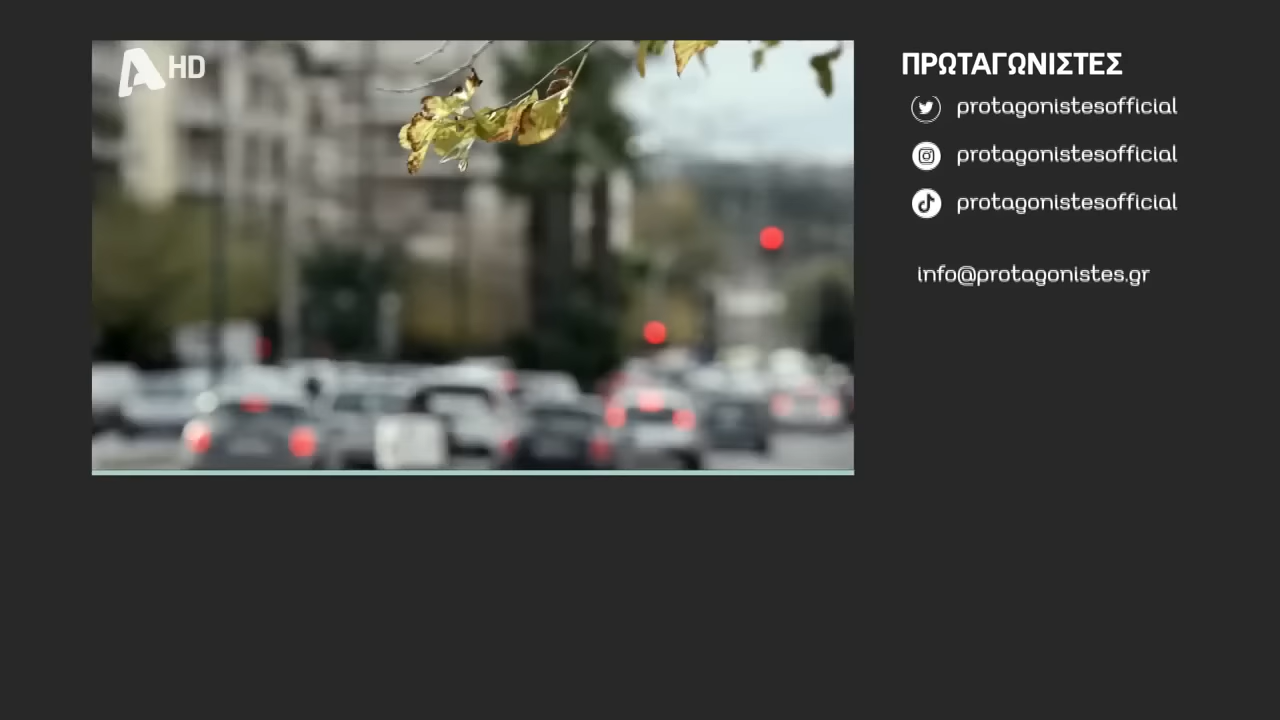 HD
ΠΡΩΤΑΓΩΝΙΣΤΕΣ
protagonistesofficial
protagonistesofficial
protagonistesofficial
info@protagonistes.gr